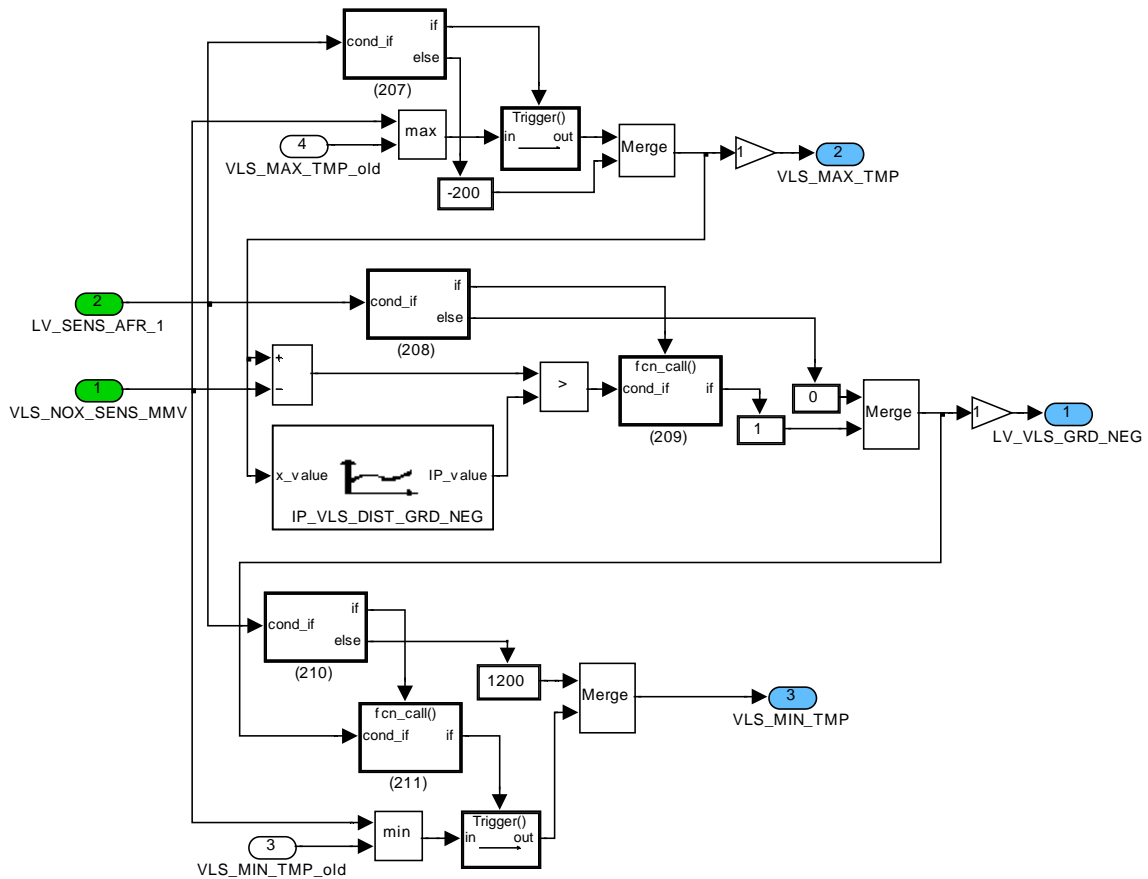 if
cond_if
else
(207)
Trigger()
in out
max
4
VLS_MAX_TMP_old
Merge
1
2
VLS_MAX_TMP
-200
2
LV_SENS_AFR_1
if
cond_if
else
(208)
1
VLS_NOX_SENS_MMV
+
-
>
fcn_call()
cond_if if
(209)
0
1
Merge
1
1
LV_VLS_GRD_NEG
x_value IP_value
IP_VLS_DIST_GRD_NEG
if
cond_if
else
(210)
1200
Merge
3
VLS_MIN_TMP
fcn_call()
cond_if if
(211)
Trigger()
in out
min
3
VLS_MIN_TMP_old